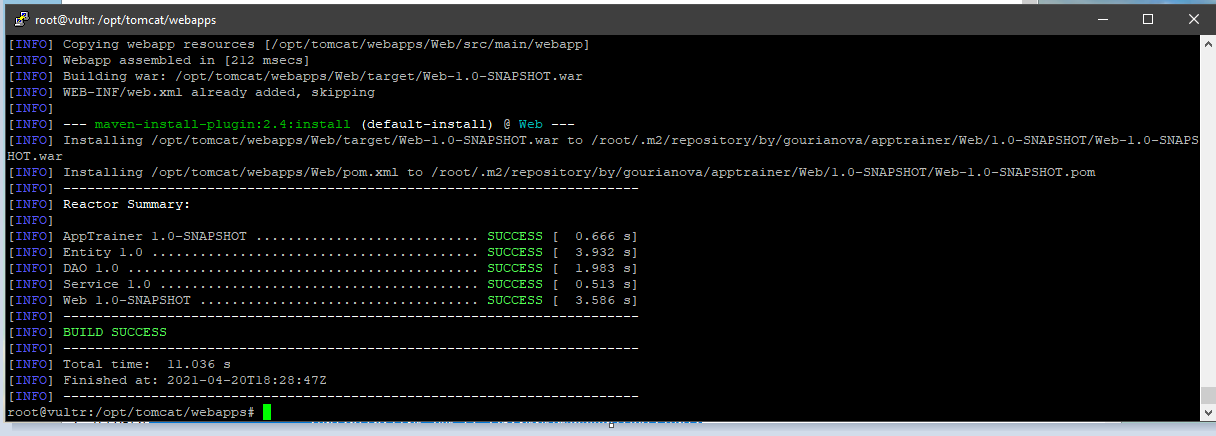 root@vultr: /opt/tomcat/webapps
[INFO] Copying webapp resources [/opt/tomcat/webapps/Web/src/main/webapp]
[INFO] Webapp assembled in [212 msecs]
[INFO] Building war: /opt/tomcat/webapps/Web/target/Web-1.0-SNAPSHOT.war
[INFO] WEB-INF/web.xml already added, skipping
[INFO]
[INFO] --- maven-install-plugin:2.4:install (default-install) @ Web ---
[INFO] Installing /opt/tomcat/webapps/Web/target/Web-1.0-SNAPSHOT.war to /root/.m2/repository/by/gourianova/apptrainer/Web/1.0-SNAPSHOT/Web-1.0-SNAPS
HOT.war
[INFO] Installing /opt/tomcat/webapps/Web/pom.xml to /root/.m2/repository/by/gourianova/apptrainer/Web/1.0-SNAPSHOT/Web-1.0-SNAPSHOT.pom
[INFO] ------------------------------------------------------------------------
[INFO] Reactor Summary:
[INFO]
[INFO] AppTrainer 1.0-SNAPSHOT ............................ SUCCESS [  0.666 s]
[INFO] Entity 1.0 ......................................... SUCCESS [  3.932 s]
[INFO] DAO 1.0 ............................................ SUCCESS [  1.983 s]
[INFO] Service 1.0 ........................................ SUCCESS [  0.513 s]
[INFO] Web 1.0-SNAPSHOT ................................... SUCCESS [  3.586 s]
[INFO] ------------------------------------------------------------------------
[INFO] BUILD SUCCESS
[INFO] ------------------------------------------------------------------------
[INFO] Total time:  11.036 s
[INFO] Finished at: 2021-04-20T18:28:47Z
[INFO] ------------------------------------------------------------------------
root@vultr:/opt/tomcat/webapps#